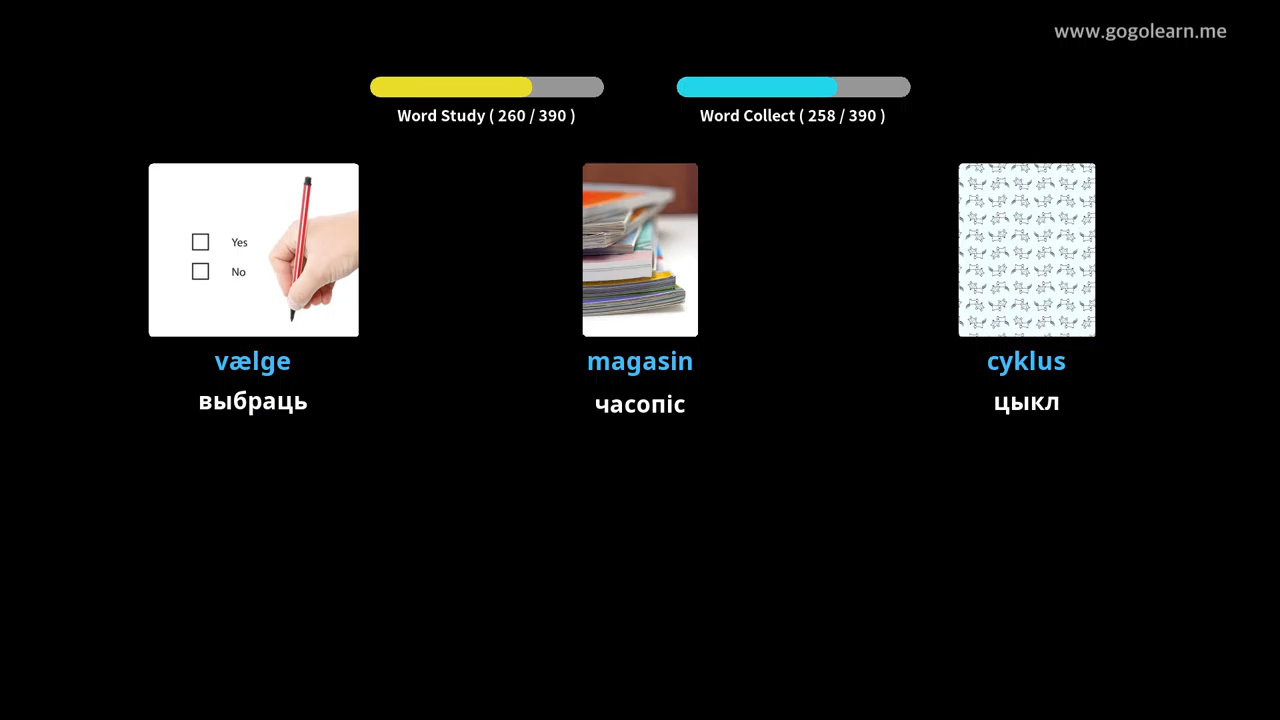 www.gogolearn.me
Word Study ( 260 / 390 )
Word Collect ( 258 / 390 )
Yes
No
vælge
magasin
cyklus
выбраць
часопіс
цыкл